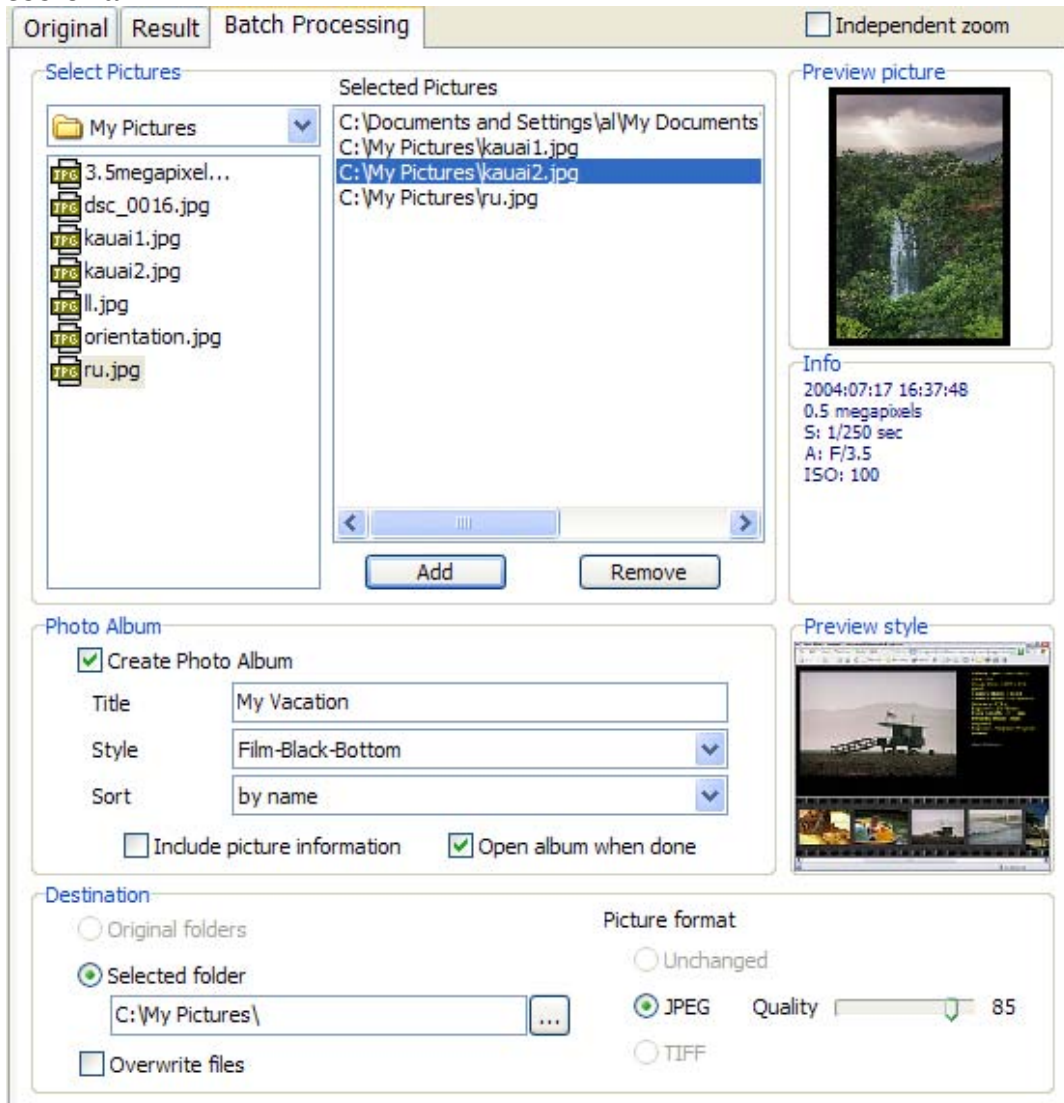 Original Result Batch Processing Independent zoom
Select Pictures
My Pictures
3.5megapixel...
dsc_0016.jpg
kauai1.jpg
kauai2.jpg
ll.jpg
orientation.jpg
ru.jpg
Selected Pictures
C:\Documents and Settings\al\My Documents
C:\My Pictures\kauai1.jpg
C:\My Pictures\kauai2.jpg
C:\My Pictures\ru.jpg
Add Remove
Preview picture
Info
2004:07:17 16:37:48
0.5 megapixels
S: 1/250 sec
A: F/3.5
ISO: 100
Photo Album
Create Photo Album
Title My Vacation
Style Film-Black-Bottom
Sort by name
Include picture information Open album when done
Preview style
Destination
Original folders
Selected folder
C:\My Pictures\
...
Overwrite files
Picture format
Unchanged
JPEG Quality 85
TIFF